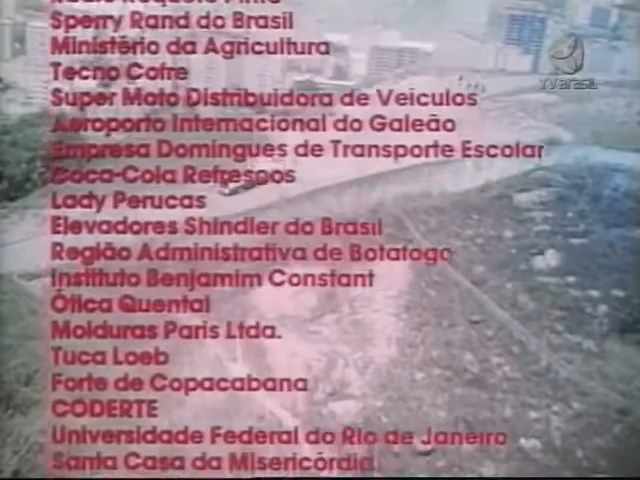 Rádio Roquete Pinto
Sperry Rand do Brasil
TV Brasil
Ministério da Agricultura
Tecno Cofre
Super Moto Distribuidora de Veículos
Aeroporto Internacional do Galeão
Empresa Domingues de Transporte Escolar
Coca-Cola Refrescos
Lady Perucas
Elevadores Shindler do Brasil
Região Administrativa de Botafogo
Instituto Benjamim Constant
Ótica Quental
Molduras Paris Ltda.
Tuca Loeb
Forte de Copacabana
CODERTE
Universidade Federal do Rio de Janeiro
Santa Casa da Misericórdia